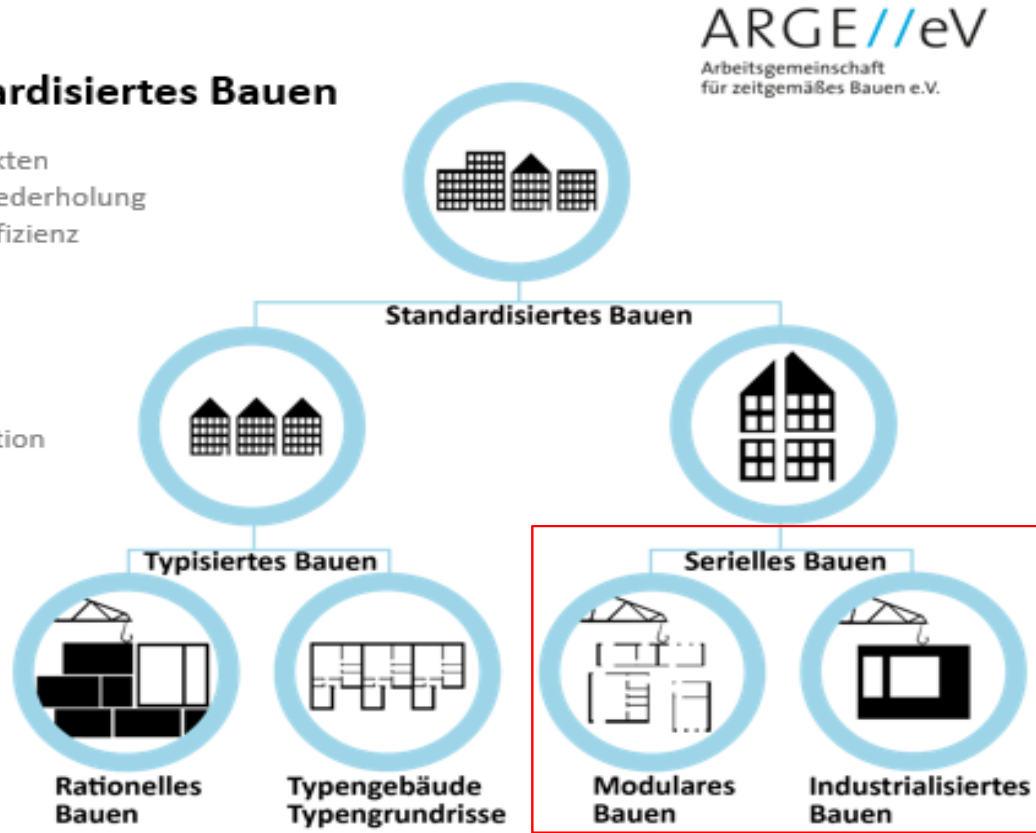 ARGE//eV
Arbeitsgemeinschaft
für zeitgemäßes Bauen e.V.
ardisiertes Bauen
kten
ederholung
fizienz
Standardisiertes Bauen
tion
Typisiertes Bauen
Serielles Bauen
Rationelles
Bauen
Typengebäude
Typengrundrisse
Modulares
Bauen
Industrialisiertes
Bauen